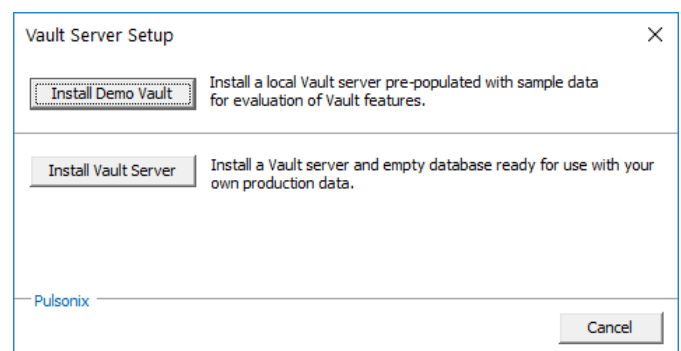 Vault Server Setup
Install Demo Vault
Install a local Vault server pre-populated with sample data
for evaluation of Vault features.
Install Vault Server
Install a Vault server and empty database ready for use with your
own production data.
Pulsonix
Cancel